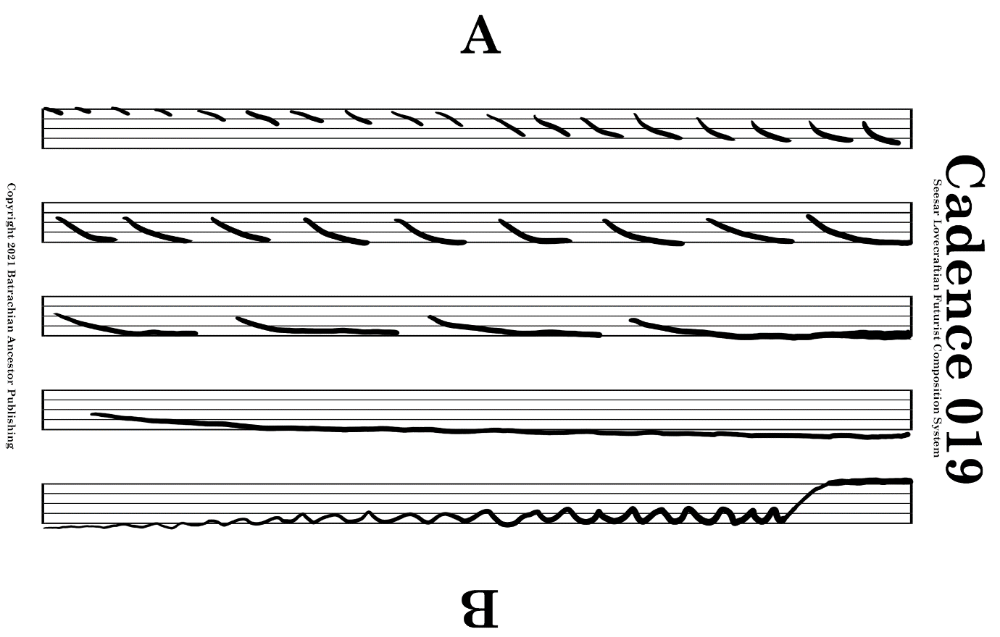 A
Cadence 019
Seesar Lovecraftian Futurist Composition System
Copyright 2021 Batrachian Ancestor Publishing
B